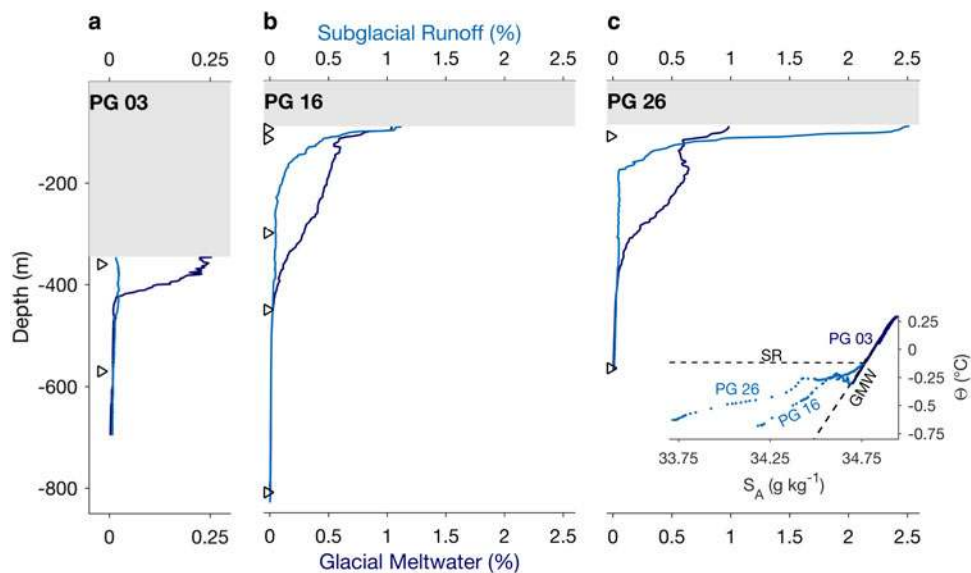 a
b
c
Subglacial Runoff (%)
0 0.25
0 0.5 1 1.5 2 2.5
0 0.5 1 1.5 2 2.5
PG 03
PG 16
PG 26
Depth (m)
-200
-400
-600
-800
0.25
0
-0.25
-0.5
-0.75
Θ (°C)
PG 03
SR
GMW
PG 26
PG 16
33.75 34.25 34.75
SA (g kg-1)
0 0.25
0 0.5 1 1.5 2 2.5
0 0.5 1 1.5 2 2.5
Glacial Meltwater (%)